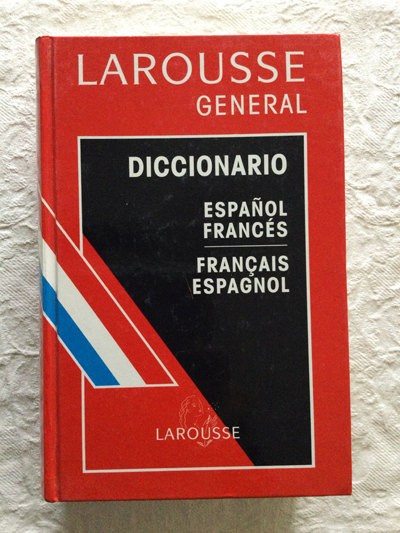 LAROUSSE
GENERAL
DICCIONARIO
ESPAÑOL
FRANCÉS
FRANÇAIS
ESPAGNOL
LAROUSSE